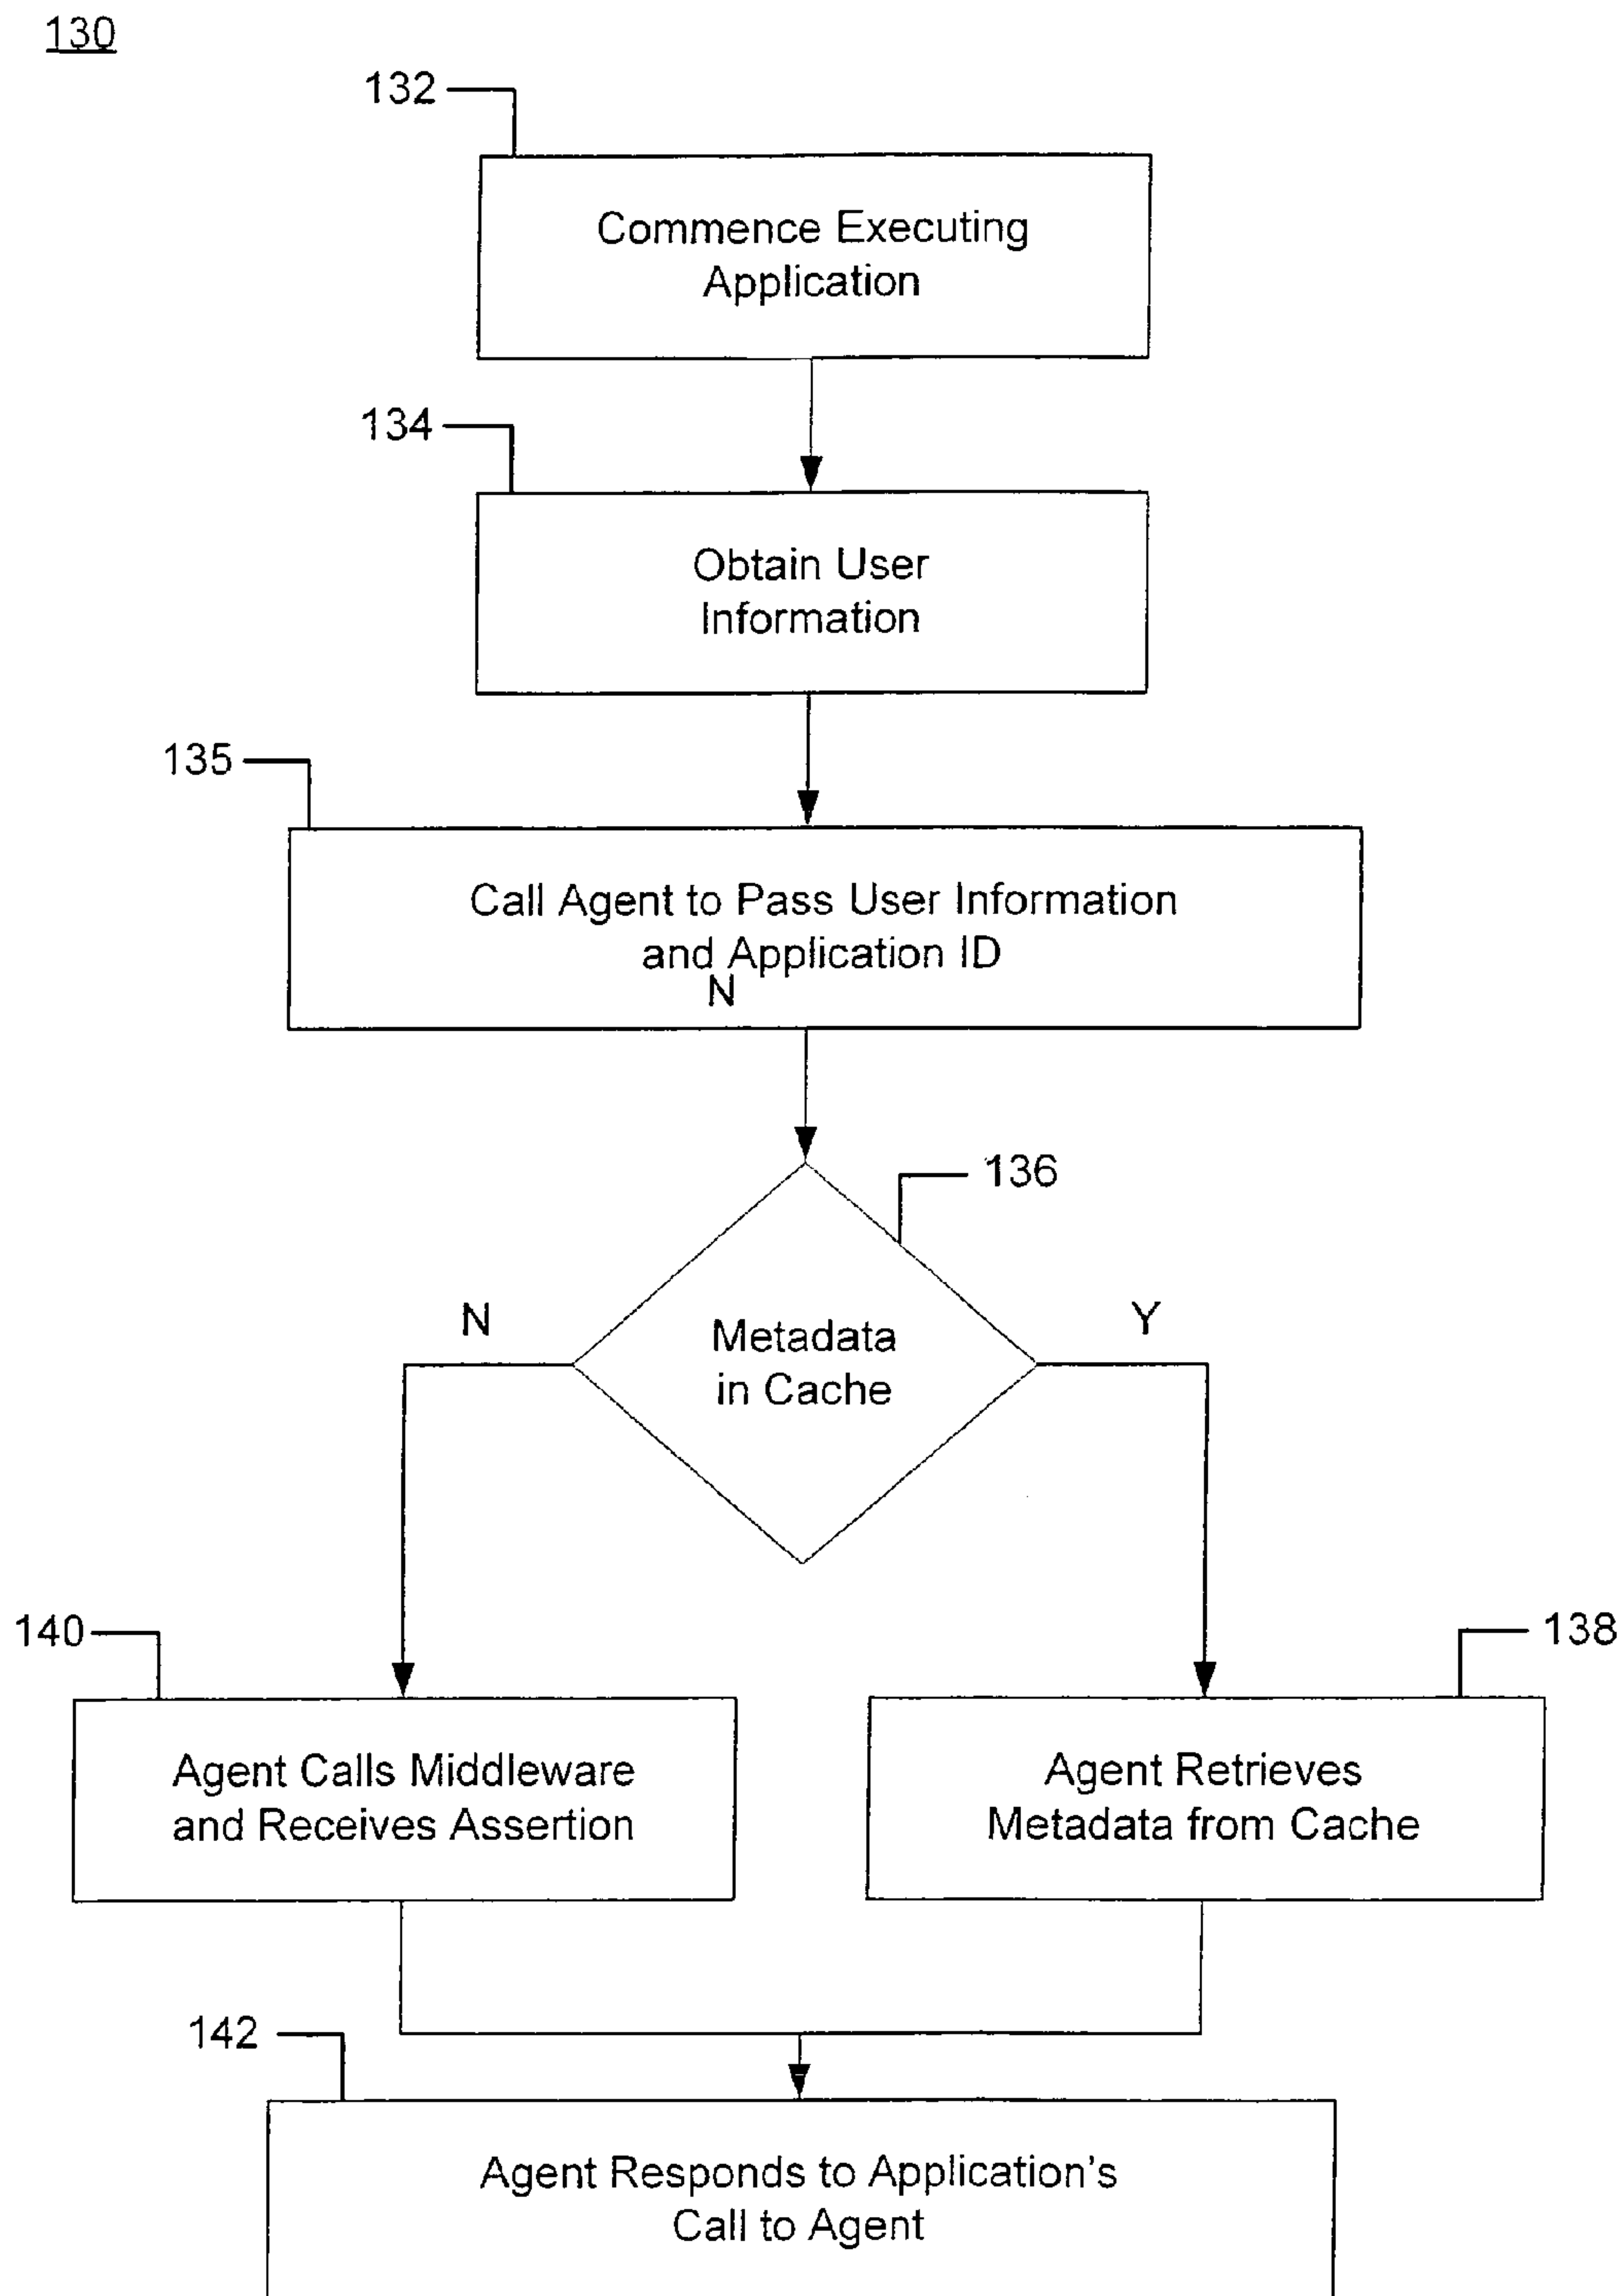 130
132
Commence Executing
Application
134
Obtain User
Information
135
Call Agent to Pass User Information
and Application ID
N
136
N
Y
Metadata
in Cache
140
138
Agent Calls Middleware
and Receives Assertion
Agent Retrieves
Metadata from Cache
142
Agent Responds to Application's
Call to Agent